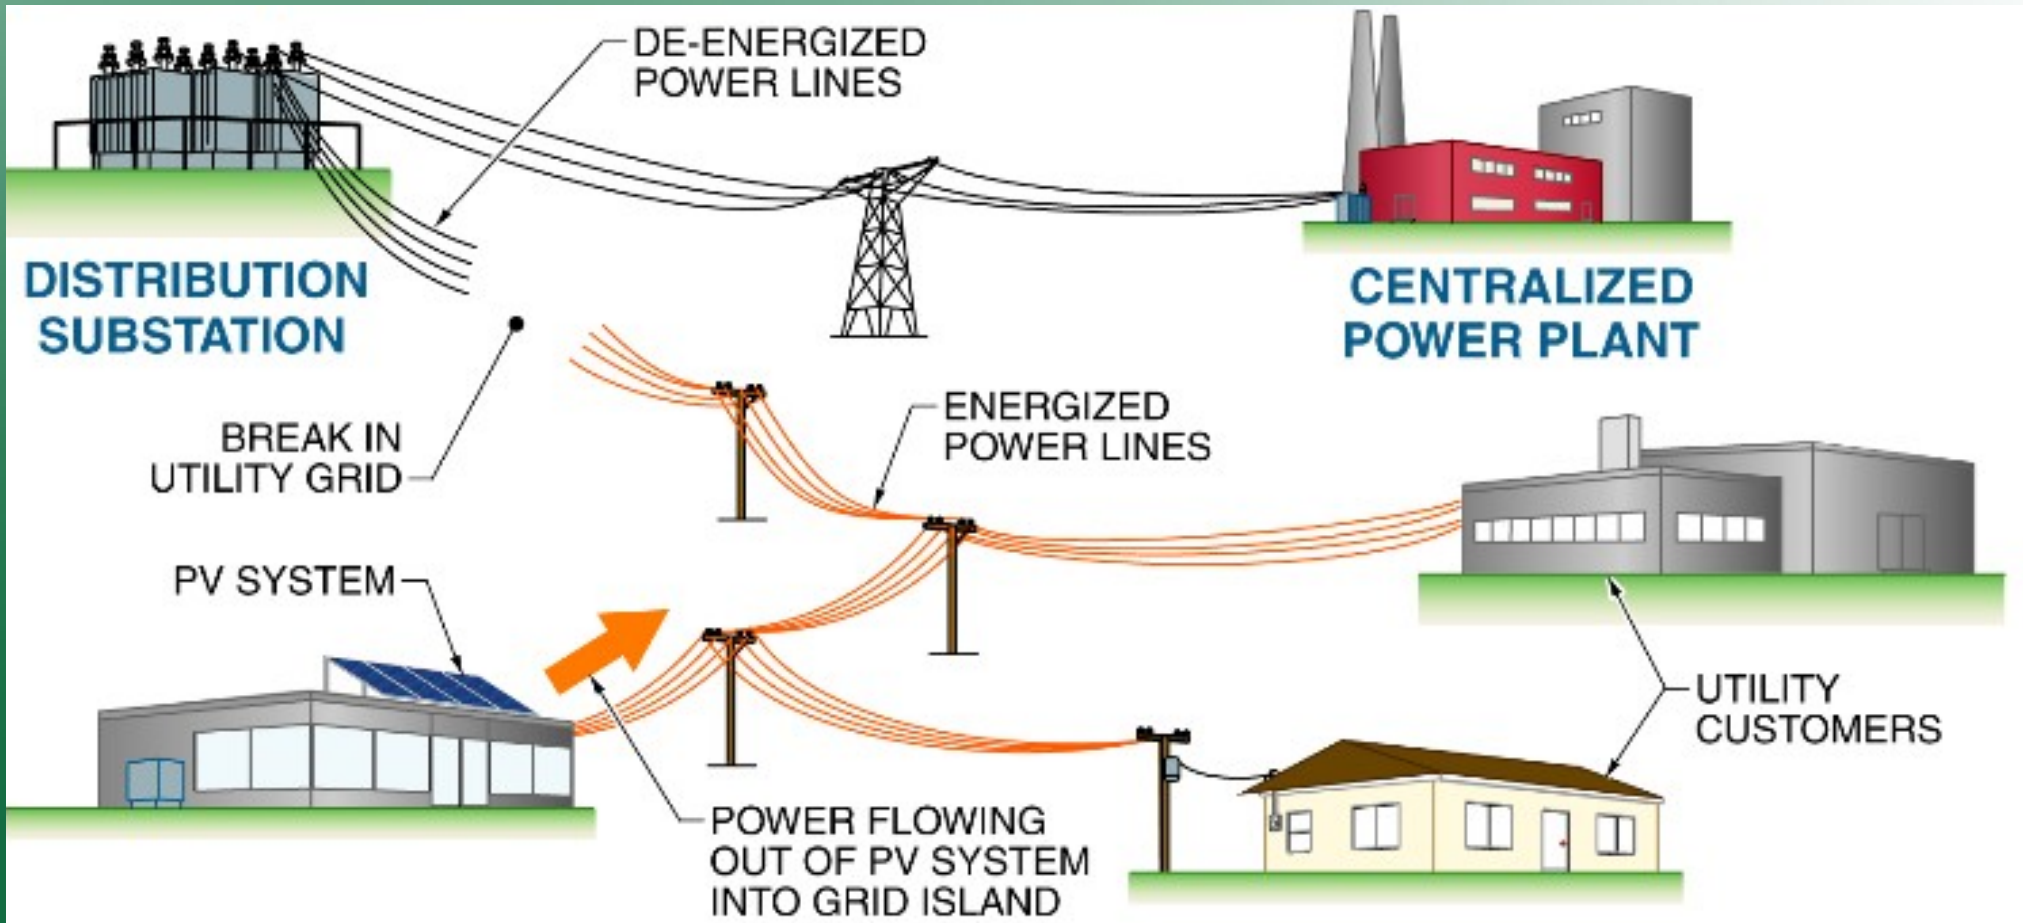 DE-ENERGIZED
POWER LINES
DISTRIBUTION
SUBSTATION
CENTRALIZED
POWER PLANT
BREAK IN
UTILITY GRID
ENERGIZED
POWER LINES
PV SYSTEM
UTILITY
CUSTOMERS
POWER FLOWING
OUT OF PV SYSTEM
INTO GRID ISLAND